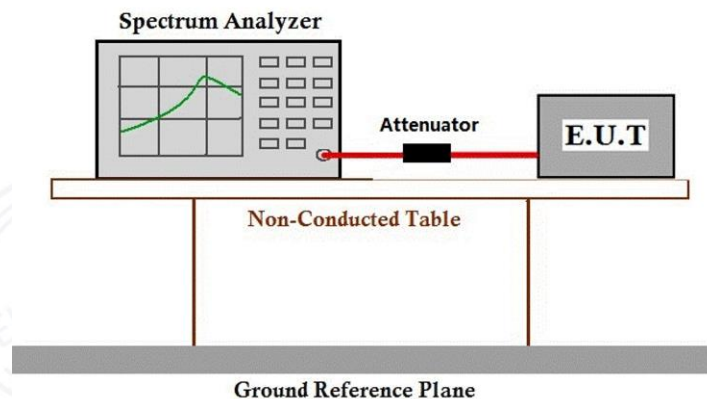 Spectrum Analyzer
Attenuator
E.U.T
Non-Conducted Table
Ground Reference Plane